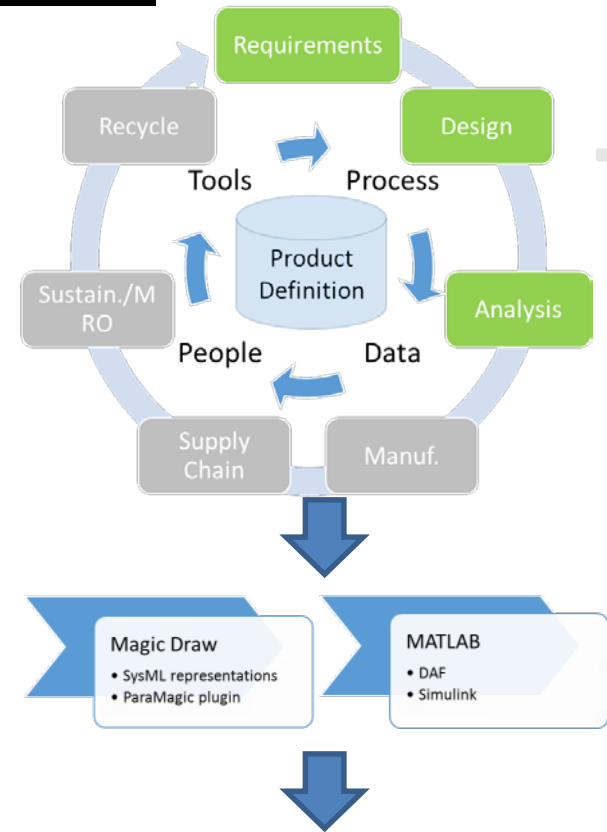 Requirements
Recycle
Design
Tools
Process
Product
Definition
Sustain./M
RO
Analysis
People
Data
Supply
Chain
Manuf.
Magic Draw
• SysML representations
• ParaMagic plugin
MATLAB
• DAF
• Simulink